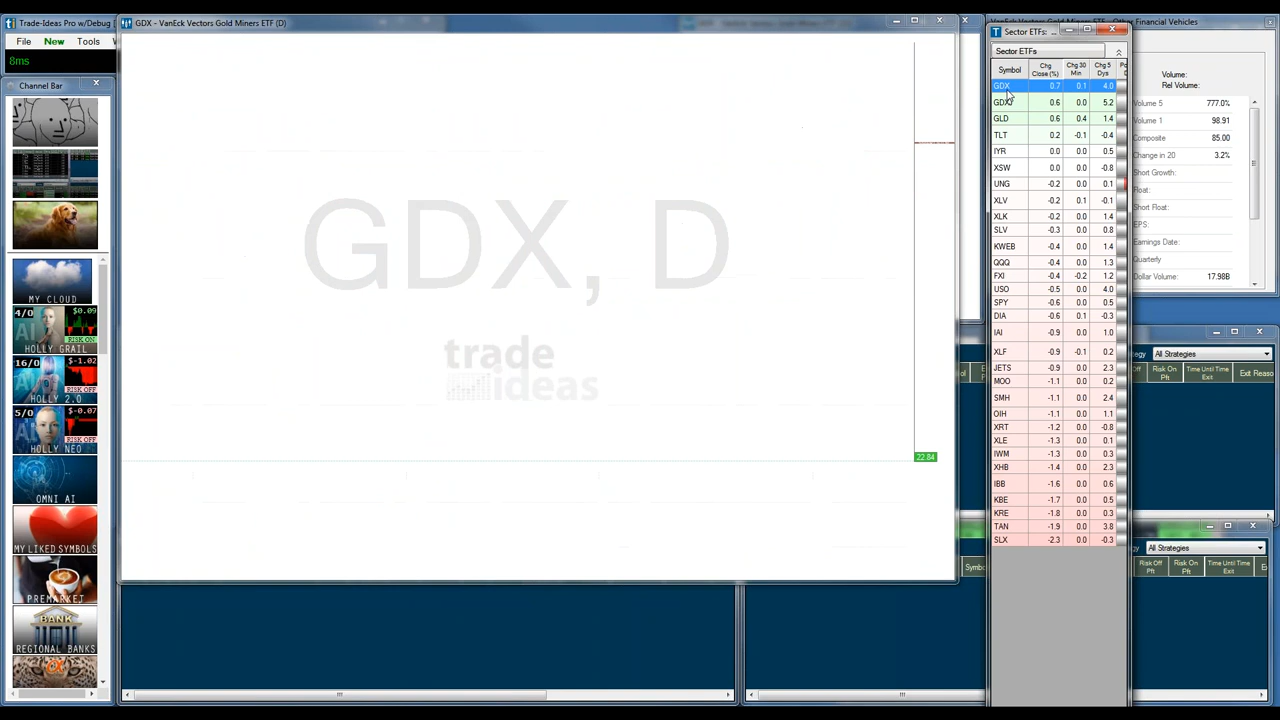 Trade-Ideas Pro w/Debug
File New Tools
8ms
Channel Bar
MY CLOUD
4/0 $0.09
AI RISK ON
HOLLY GRAIL
16/0 $-1.02
AI RISK OFF
HOLLY 2.0
5/0 $-0.07
AI RISK OFF
HOLLY NEO
OMNI AI
MY LIKED SYMBOLS
PREMARKET
BANK
REGIONAL BANKS
α
GDX - VanEck Vectors Gold Miners ETF (D)
GDX, D
trade
ideas
22.84
Sector ETFs: ...
Sector ETFs
Symbol Chg Close (%) Chg 30 Min Chg 5 Dys
GDX 0.7 0.1 4.0
GDXJ 0.6 0.0 5.2
GLD 0.6 0.4 1.4
TLT 0.2 -0.1 -0.4
IYR 0.0 0.0 0.5
XSW 0.0 0.0 -0.8
UNG -0.2 0.0 0.1
XLV -0.2 0.1 -0.1
XLK -0.2 0.0 1.4
SLV -0.3 0.0 0.8
KWEB -0.4 0.0 1.4
QQQ -0.4 0.0 1.3
FXI -0.4 -0.2 1.2
USO -0.5 0.0 4.0
SPY -0.6 0.0 0.5
DIA -0.6 0.1 -0.3
IAI -0.9 0.0 1.0
XLF -0.9 -0.1 0.2
JETS -0.9 0.0 2.3
MOO -1.1 0.0 0.2
SMH -1.1 0.0 2.4
OIH -1.1 0.0 1.1
XRT -1.2 0.0 -0.8
XLE -1.3 0.0 0.1
IWM -1.3 0.0 0.3
XHB -1.4 0.0 2.3
IBB -1.6 0.0 0.6
KBE -1.7 0.0 0.5
KRE -1.8 0.0 0.3
TAN -1.9 0.0 3.8
SLX -2.3 0.0 -0.3
Volume:
Rel Volume:
Volume 5 777.0%
Volume 1 98.91
Composite 85.00
Change in 20 3.2%
Short Growth:
Float:
Short Float:
EPS:
Earnings Date:
Quarterly
Dollar Volume: 17.98B
All Strategies
Risk On Pft Time Until Time Exit Exit Reaso
All Strategies
Symbo Risk Off Pft Risk On Pft Time Until Time Exit